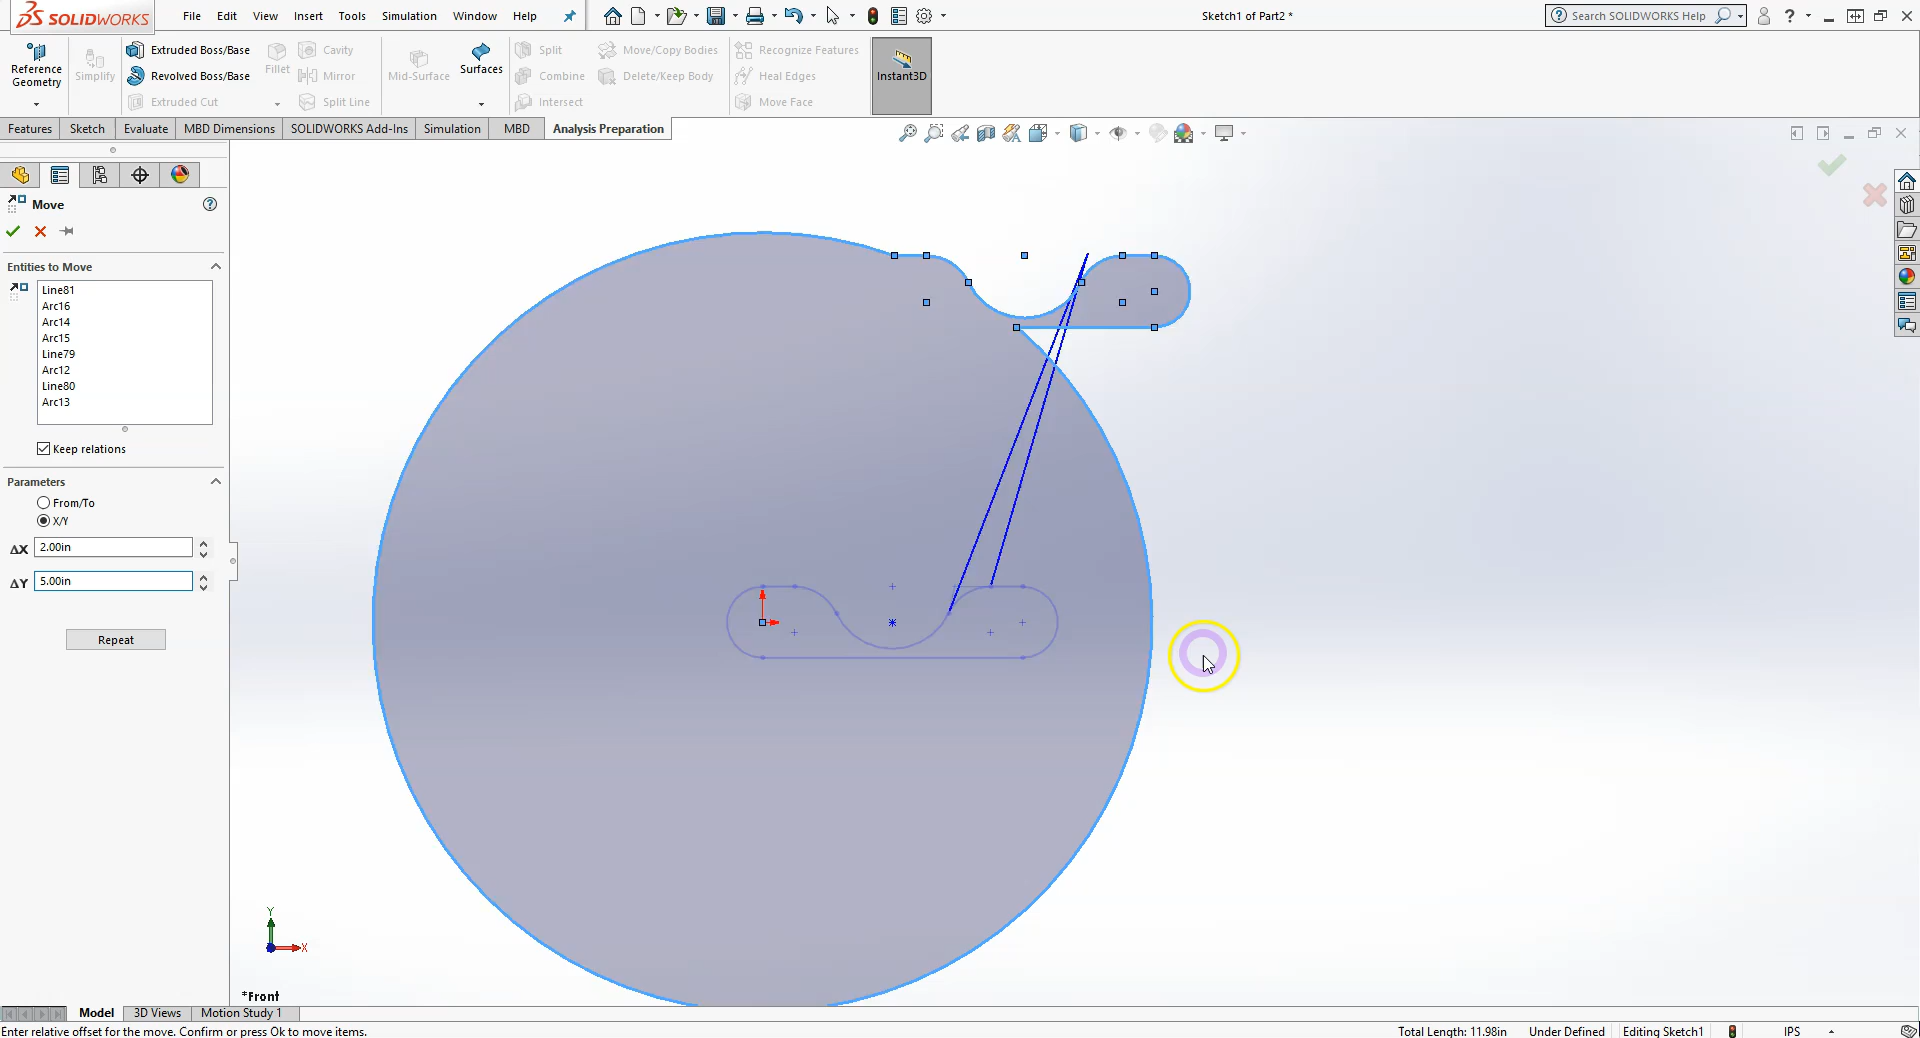 SOLIDWORKS
File Edit View Insert Tools Simulation Window Help
Sketch1 of Part2 *
Search SOLIDWORKS Help
Reference Geometry
Simplify
Extruded Boss/Base
Revolved Boss/Base
Extruded Cut
Fillet
Cavity
Mirror
Split Line
Mid-Surface
Surfaces
Split
Combine
Intersect
Move/Copy Bodies
Delete/Keep Body
Recognize Features
Heal Edges
Move Face
Instant3D
Features Sketch Evaluate MBD Dimensions SOLIDWORKS Add-Ins Simulation MBD Analysis Preparation
Move
Entities to Move
Line81
Arc16
Arc14
Arc15
Line79
Arc12
Line80
Arc13
Keep relations
Parameters
From/To
X/Y
ΔX 2.00in
ΔY 5.00in
Repeat
Y
X
*Front
Model 3D Views Motion Study 1
Enter relative offset for the move. Confirm or press Ok to move items.
Total Length: 11.98in Under Defined Editing Sketch1 IPS